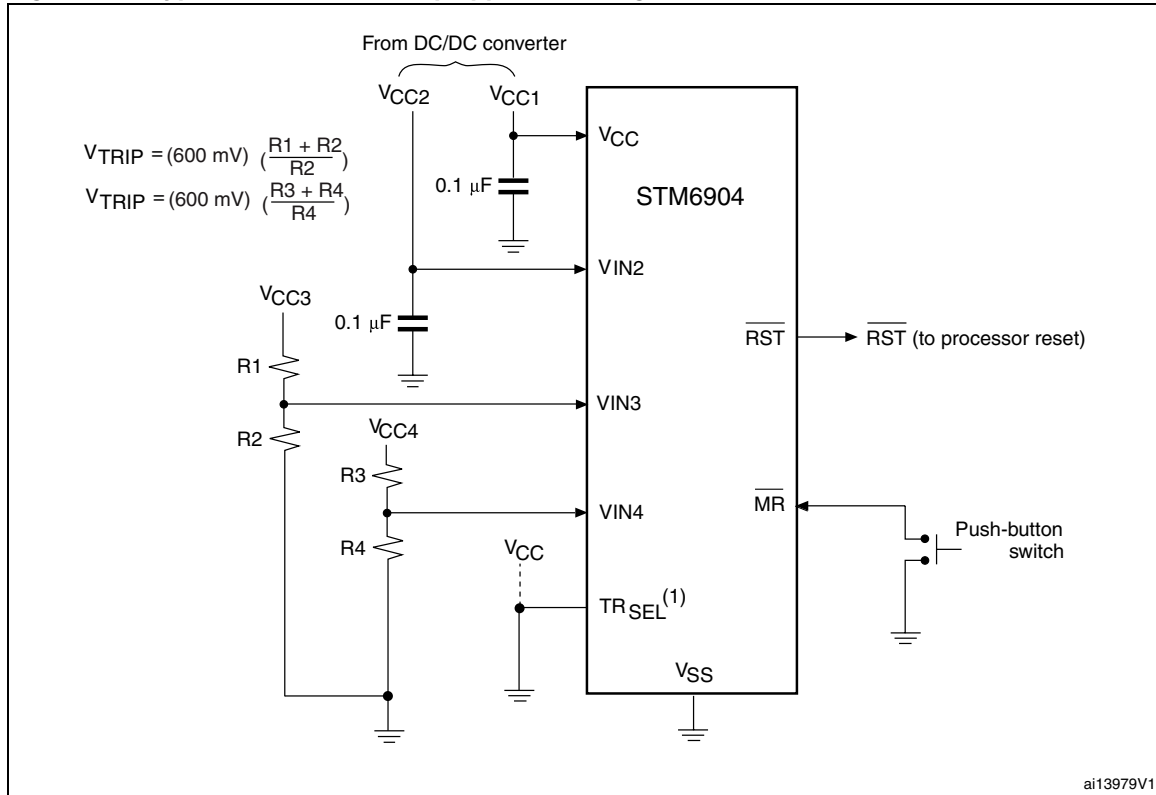 From DC/DC converter
VCC2 VCC1
VTRIP = (600 mV) (R1 + R2 / R2)
VTRIP = (600 mV) (R3 + R4 / R4)
VCC
0.1 µF
STM6904
VIN2
VCC3
0.1 µF
RST
RST (to processor reset)
R1
VIN3
R2
VCC4
R3
MR
VIN4
Push-button
switch
R4
VCC
TRSEL(1)
VSS
ai13979V1